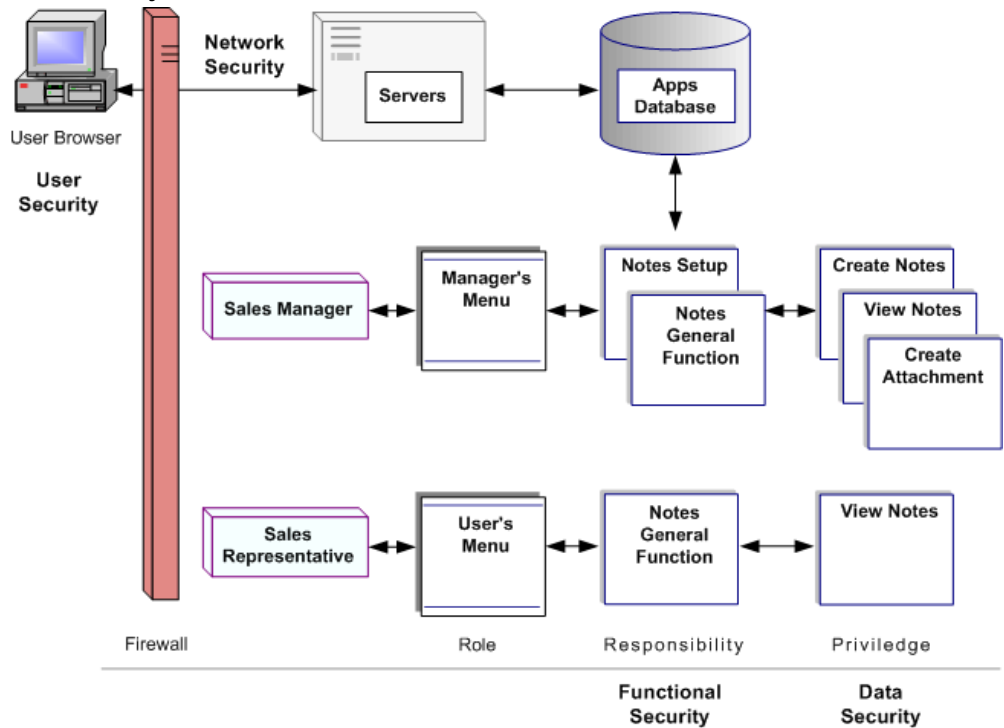 Network
Security
Servers
Apps
Database
User Browser
User
Security
Sales Manager
Manager's
Menu
Notes Setup
Notes
General
Function
Create Notes
View Notes
Create
Attachment
Sales
Representative
User's
Menu
Notes
General
Function
View Notes
Firewall
Role
Responsibility
Priviledge
Functional
Security
Data
Security